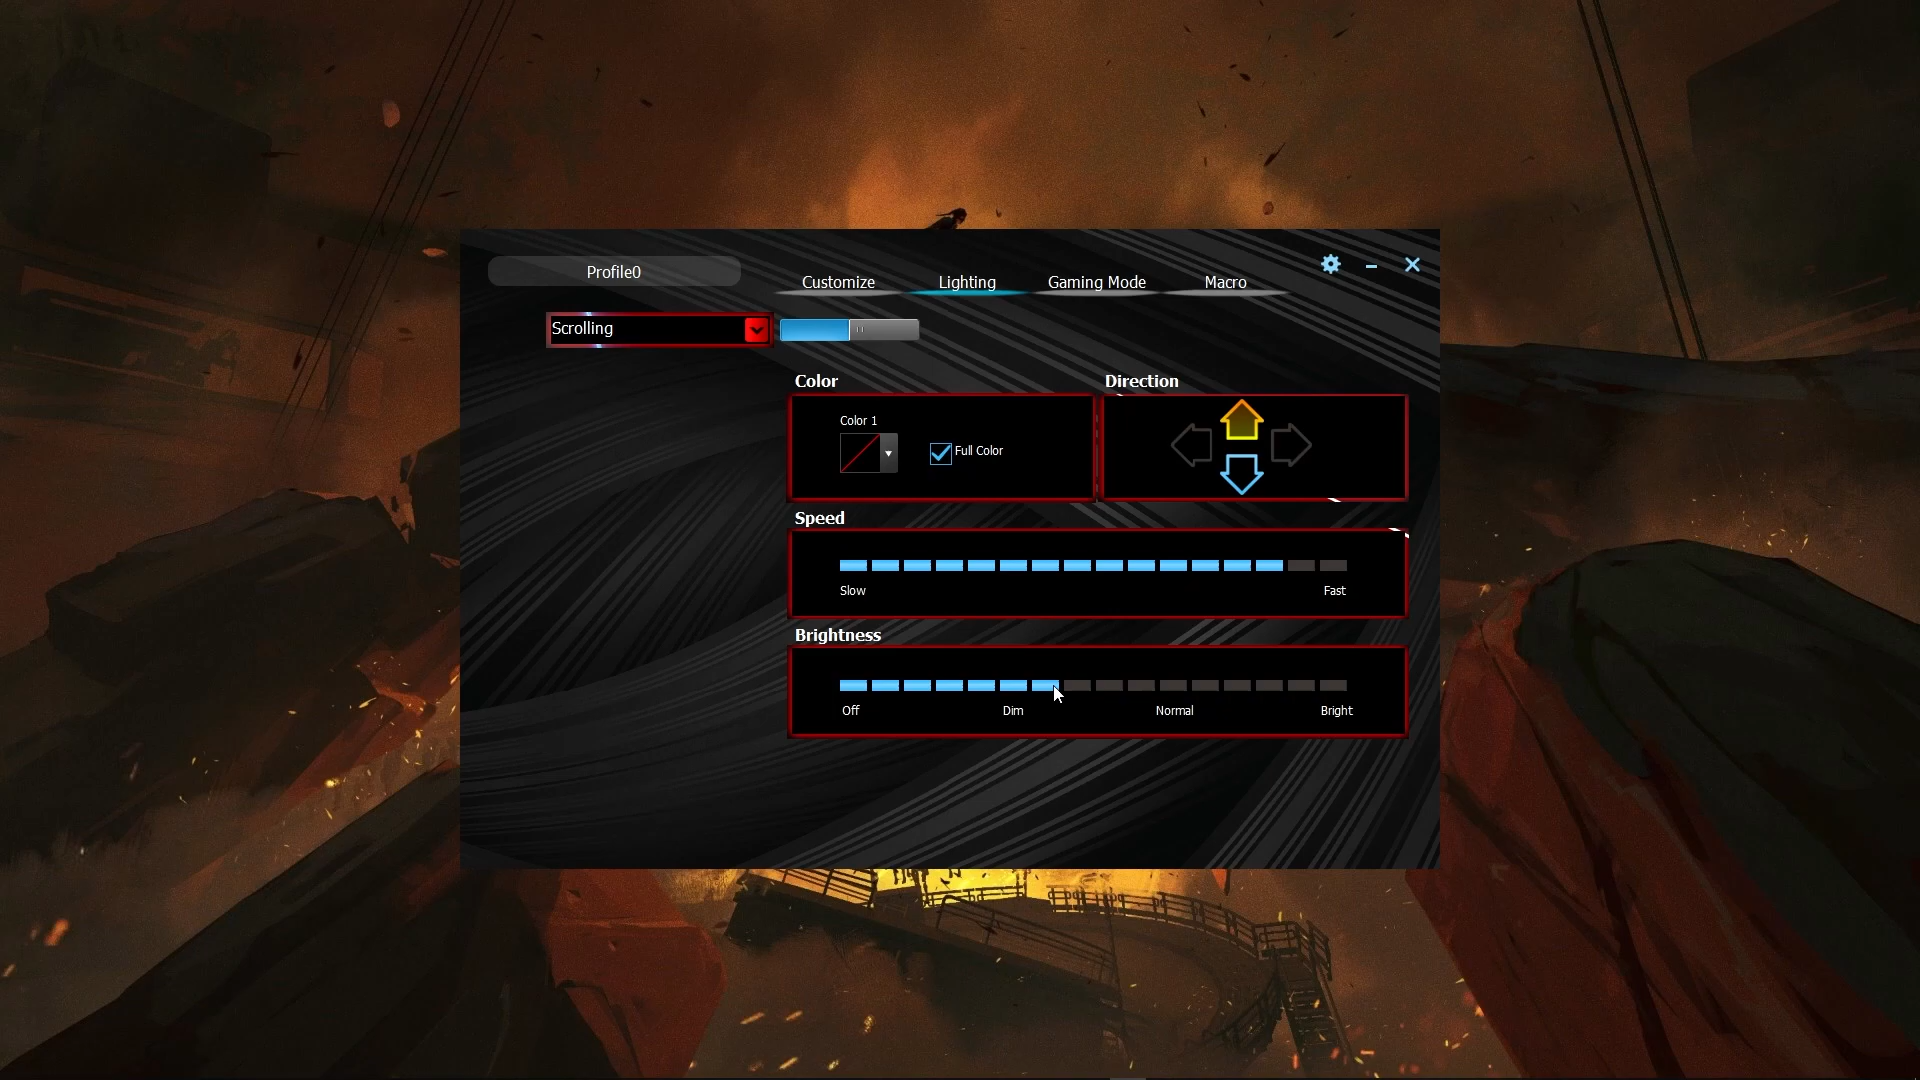 Profile0
Customize
Lighting
Gaming Mode
Macro
Scrolling
Color
Direction
Color 1
Full Color
Speed
Slow
Fast
Brightness
Off
Dim
Normal
Bright